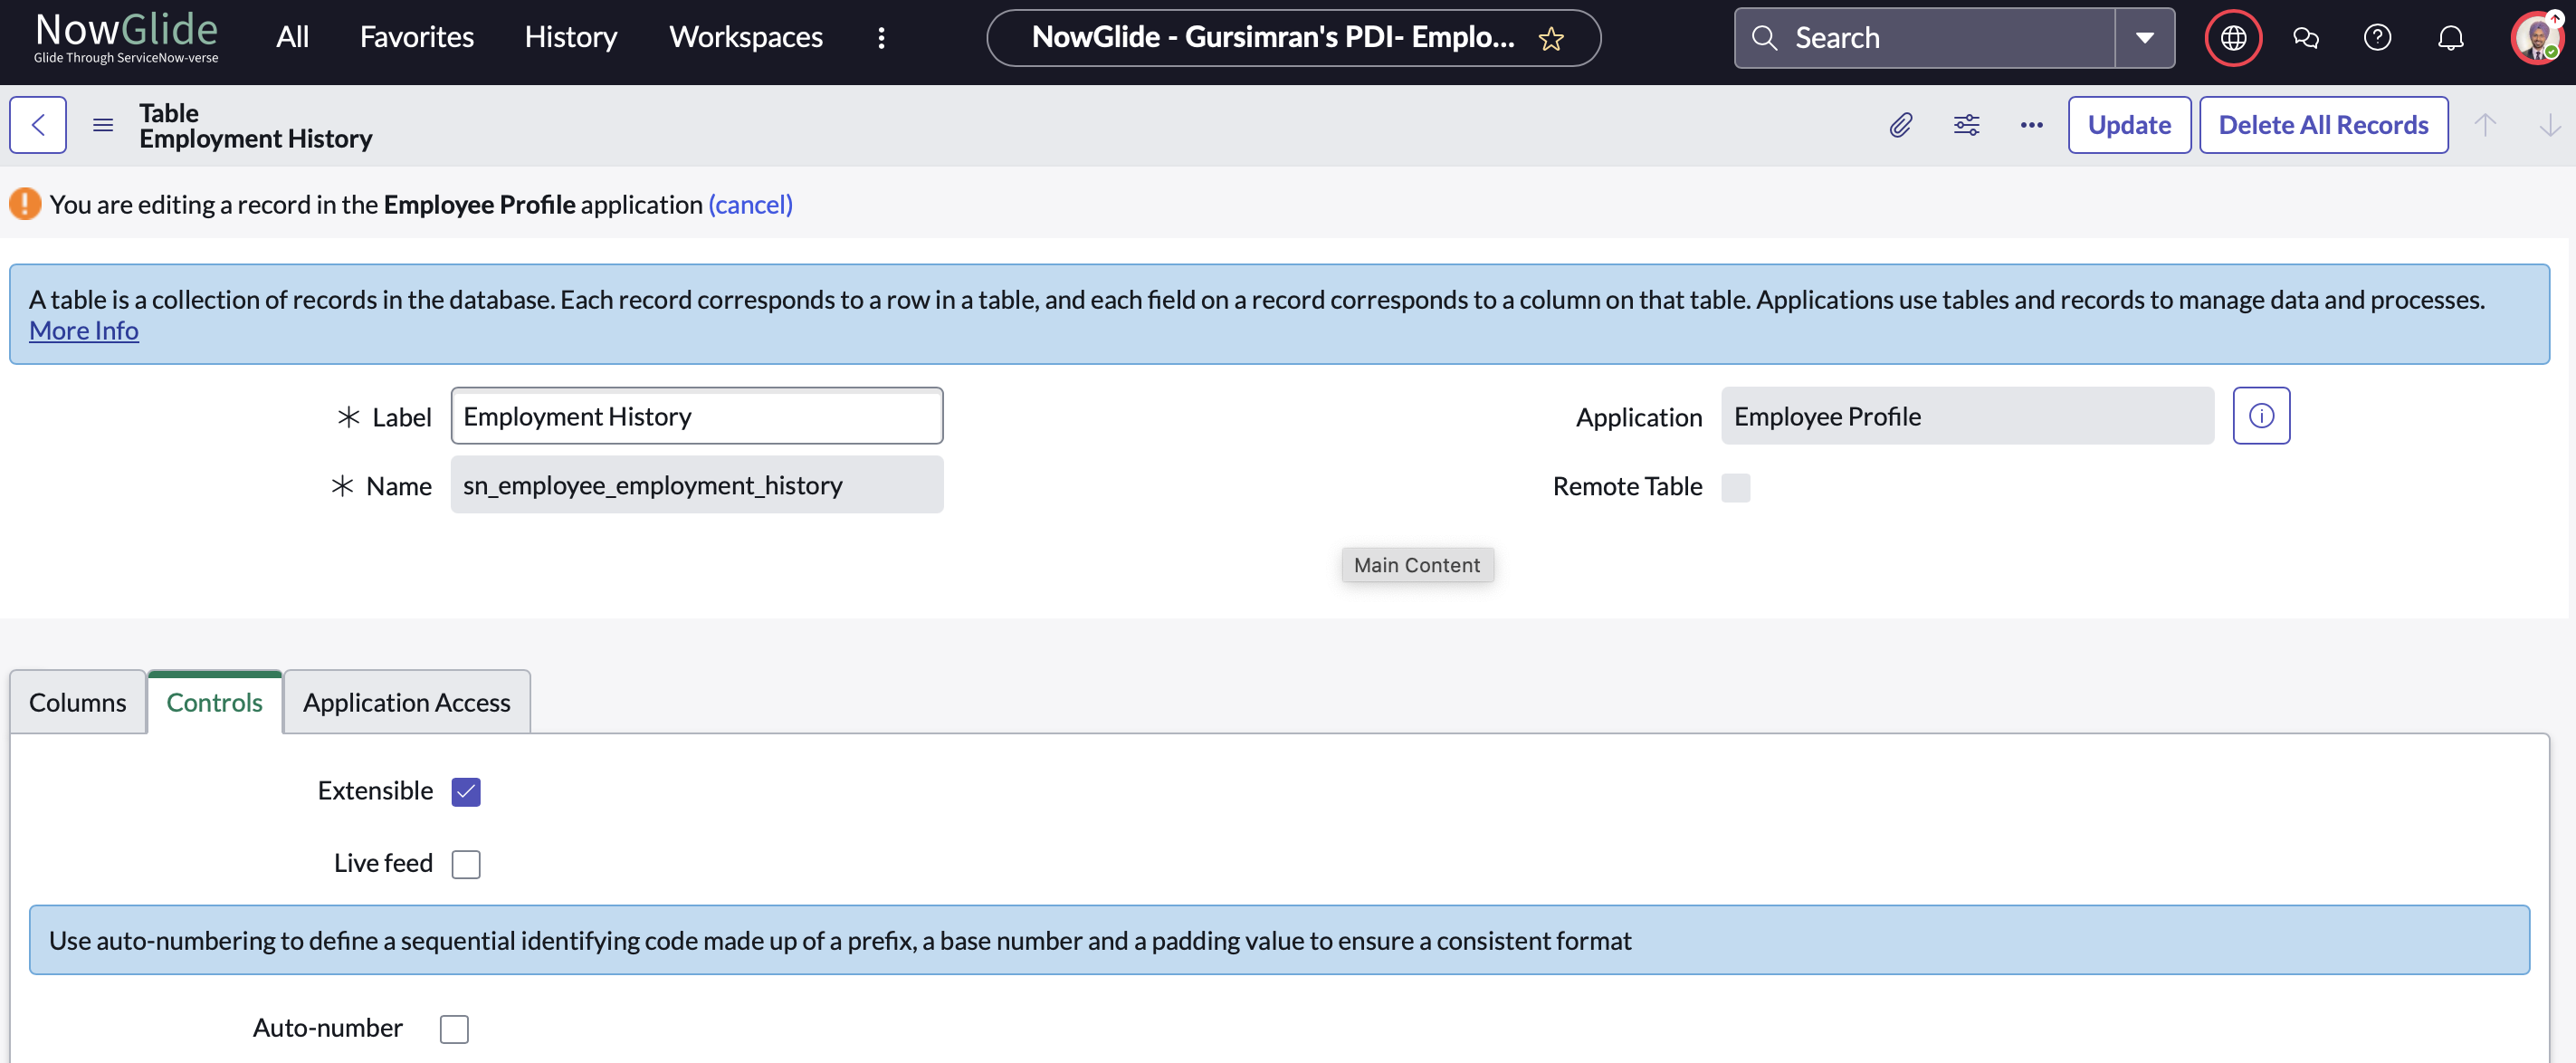 NowGlide
Glide Through ServiceNow-verse
All
Favorites
History
Workspaces
NowGlide - Gursimran's PDI- Emplo...
Search
Table
Employment History
Update
Delete All Records
You are editing a record in the Employee Profile application (cancel)
A table is a collection of records in the database. Each record corresponds to a row in a table, and each field on a record corresponds to a column on that table. Applications use tables and records to manage data and processes.
More Info
Label
Employment History
Application
Employee Profile
Name
sn_employee_employment_history
Remote Table
Main Content
Columns
Controls
Application Access
Extensible
Live feed
Use auto-numbering to define a sequential identifying code made up of a prefix, a base number and a padding value to ensure a consistent format
Auto-number